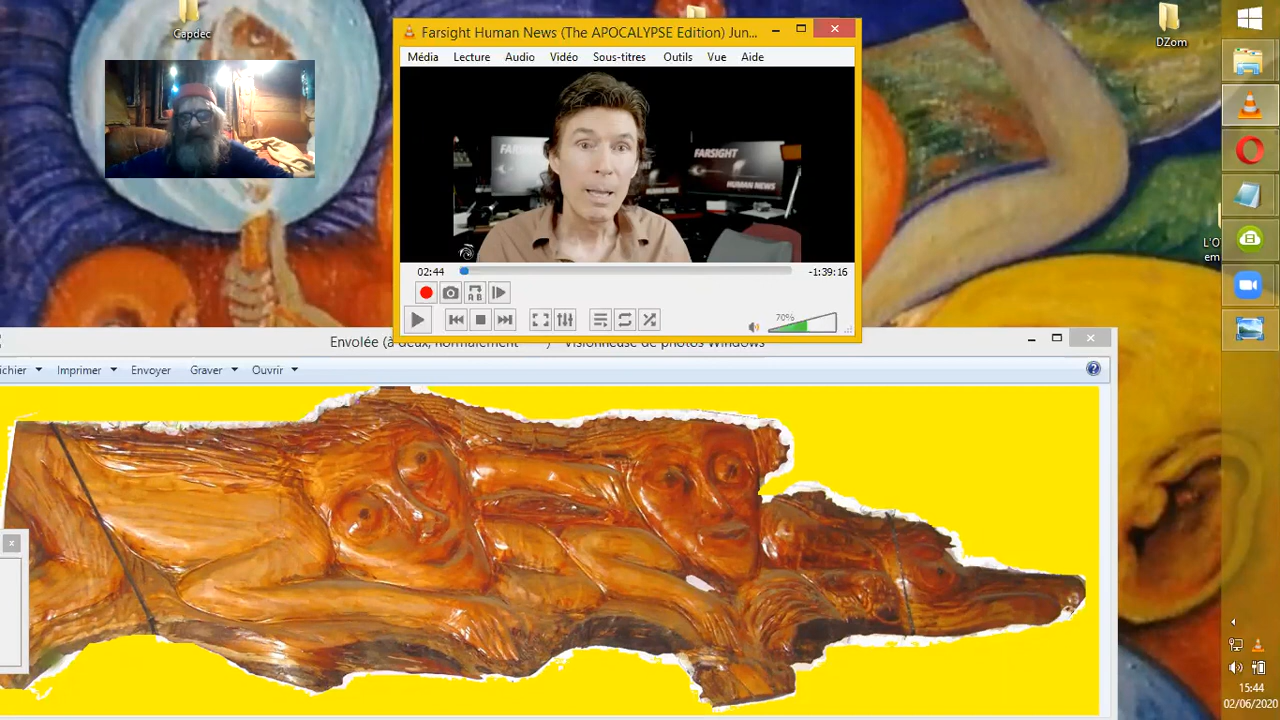 Capdec
DZom
Farsight Human News (The APOCALYPSE Edition) Jun...
Média Lecture Audio Vidéo Sous-titres Outils Vue Aide
FARSIGHT
HUMAN NEWS
02:44
-1:39:16
A B
70%
L'O
em
Envolée (à deux, normalement
Visionneuse de photos Windows
ichier Imprimer Envoyer Graver Ouvrir
15:44
02/06/2020